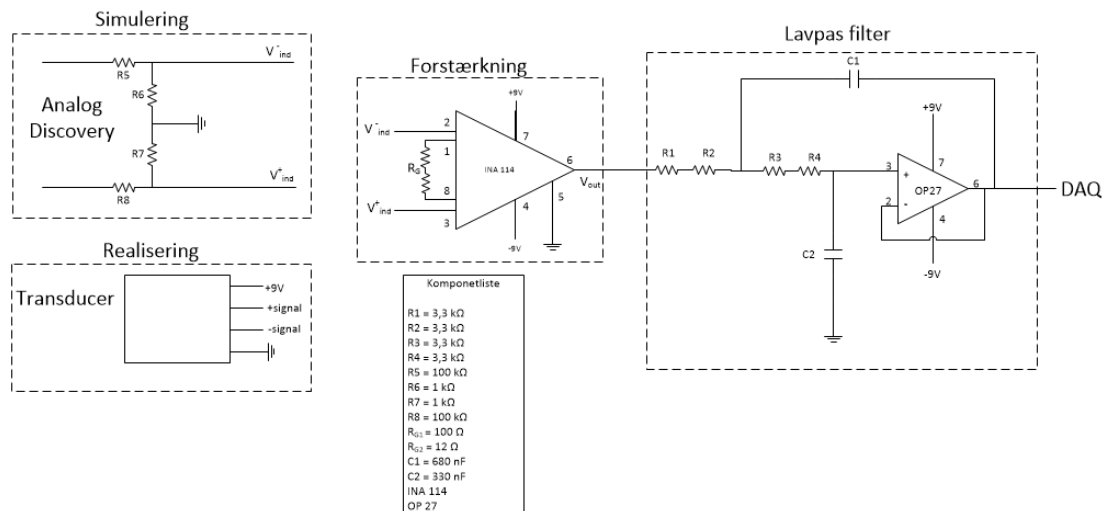 Simulering
V-ind
R5
R6
Analog
Discovery
R7
V+ind
R8
Realisering
Transducer
+9V
+signal
-signal
Forstærkning
+9V
V-ind
2
7
1
RG
INA 114
6
Vout
8
5
V+ind
4
3
-9V
Komponetliste
R1 = 3,3 kΩ
R2 = 3,3 kΩ
R3 = 3,3 kΩ
R4 = 3,3 kΩ
R5 = 100 kΩ
R6 = 1 kΩ
R7 = 1 kΩ
R8 = 100 kΩ
RG1 = 100 Ω
RG2 = 12 Ω
C1 = 680 nF
C2 = 330 nF
INA 114
OP 27
Lavpas filter
C1
+9V
R1 R2 R3 R4
3
+
7
OP27
6
DAQ
2
-
4
C2
-9V